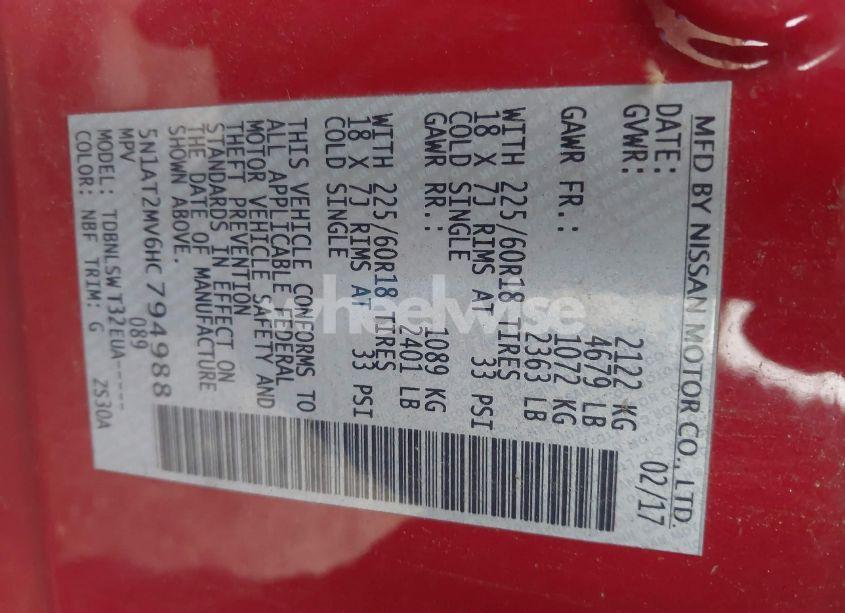 MFD BY NISSAN MOTOR CO., LTD.
DATE: 02/17
GVWR: 2122 KG
4679 LB
GAWR FR.: 1072 KG
2363 LB
WITH 225/60R18 TIRES
18 X 7J RIMS AT 33 PSI
COLD SINGLE
GAWR RR.: 1089 KG
2401 LB
WITH 225/60R18 TIRES
18 X 7J RIMS AT 33 PSI
COLD SINGLE
THIS VEHICLE CONFORMS TO
ALL APPLICABLE FEDERAL
MOTOR VEHICLE SAFETY AND
THEFT PREVENTION
STANDARDS IN EFFECT ON
THE DATE OF MANUFACTURE
SHOWN ABOVE.
5N1AT2MV6HC794988
MPV 089
MODEL: TDBNLSW T32EUA-----
COLOR: NBF TRIM: G 2S30A
wheelwise